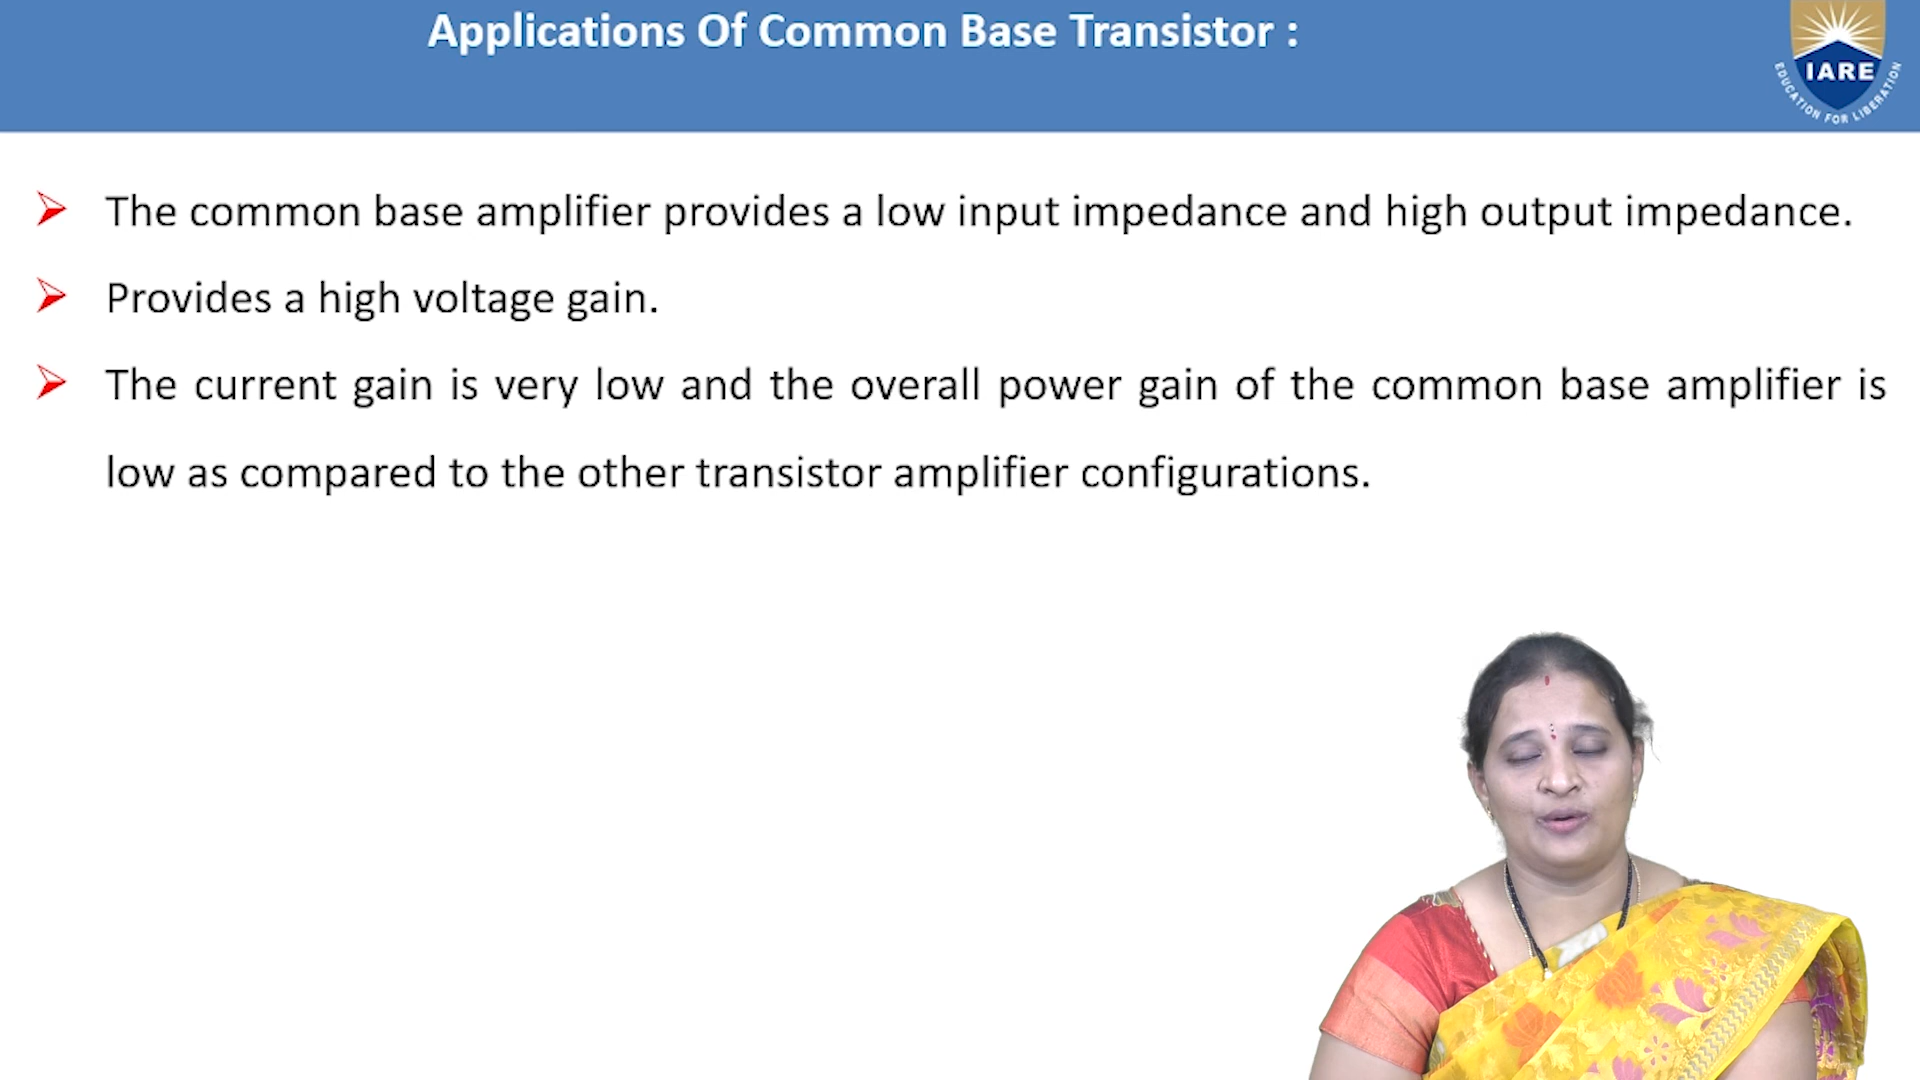 Applications Of Common Base Transistor :
IARE
EDUCATION FOR LIBERATION
The common base amplifier provides a low input impedance and high output impedance.
Provides a high voltage gain.
The current gain is very low and the overall power gain of the common base amplifier is
low as compared to the other transistor amplifier configurations.